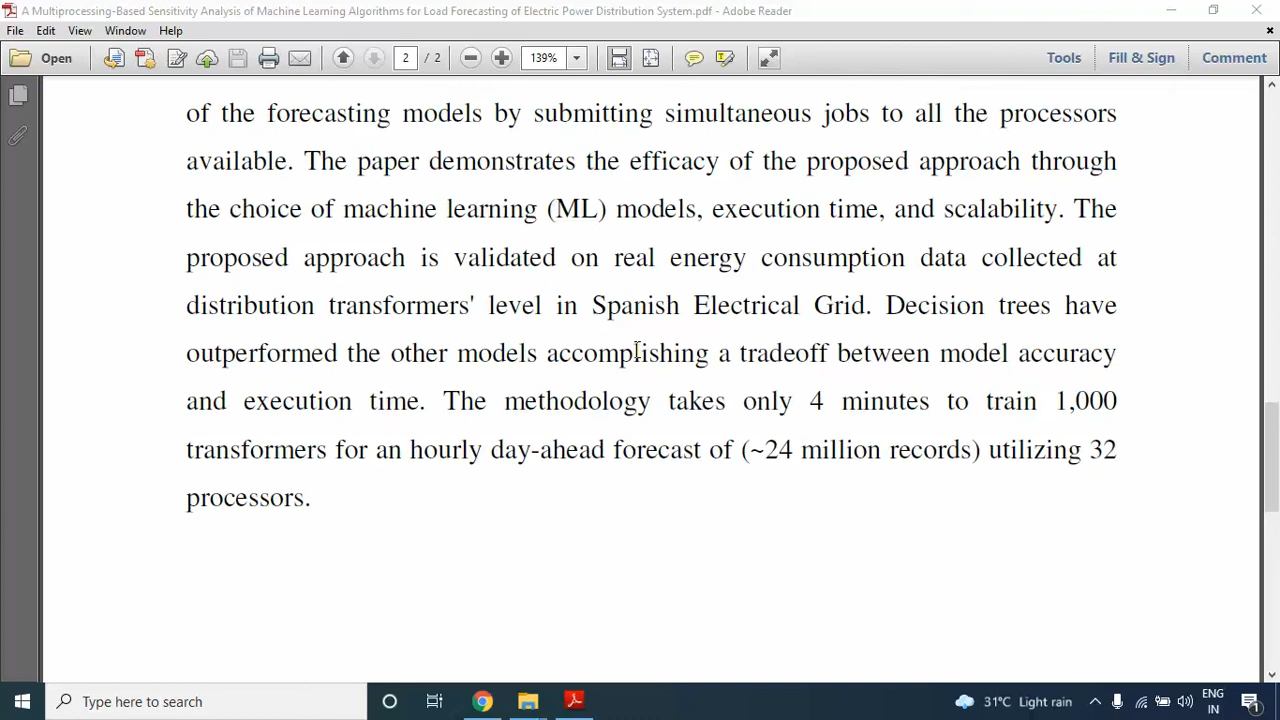 A Multiprocessing-Based Sensitivity Analysis of Machine Learning Algorithms for Load Forecasting of Electric Power Distribution System.pdf - Adobe Reader
File Edit View Window Help
Open 2 / 2 139% Tools Fill & Sign Comment
of the forecasting models by submitting simultaneous jobs to all the processors
available. The paper demonstrates the efficacy of the proposed approach through
the choice of machine learning (ML) models, execution time, and scalability. The
proposed approach is validated on real energy consumption data collected at
distribution transformers' level in Spanish Electrical Grid. Decision trees have
outperformed the other models accomplishing a tradeoff between model accuracy
and execution time. The methodology takes only 4 minutes to train 1,000
transformers for an hourly day-ahead forecast of (~24 million records) utilizing 32
processors.
Type here to search 31°C Light rain ENG
IN 1